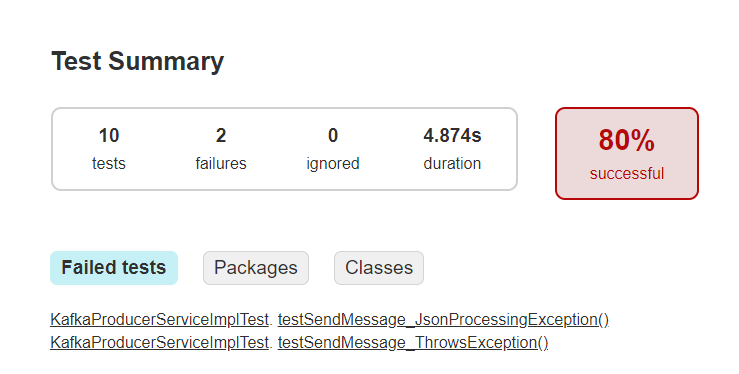 Test Summary
10 2 0 4.874s
tests failures ignored duration
80%
successful
Failed tests Packages Classes
KafkaProducerServiceImplTest. testSendMessage_JsonProcessingException()
KafkaProducerServiceImplTest. testSendMessage_ThrowsException()